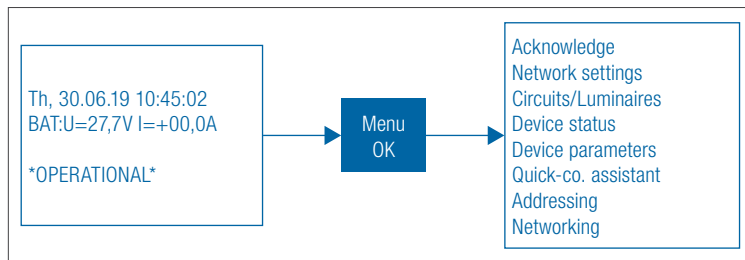 Th, 30.06.19 10:45:02
BAT:U=27,7V I=+00,0A
*OPERATIONAL*
Menu
OK
Acknowledge
Network settings
Circuits/Luminaires
Device status
Device parameters
Quick-co. assistant
Addressing
Networking